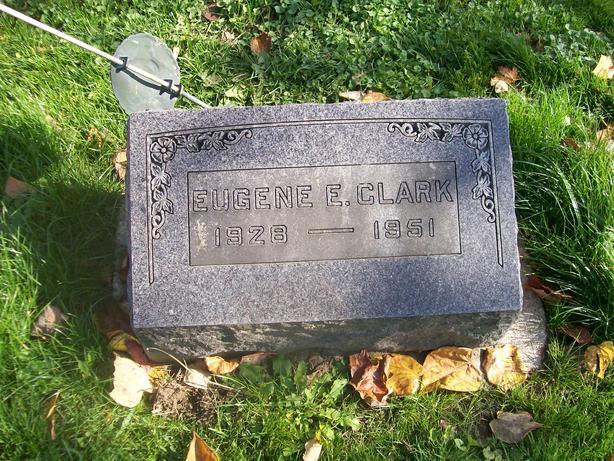 EUGENE E. CLARK
1928 — 1951